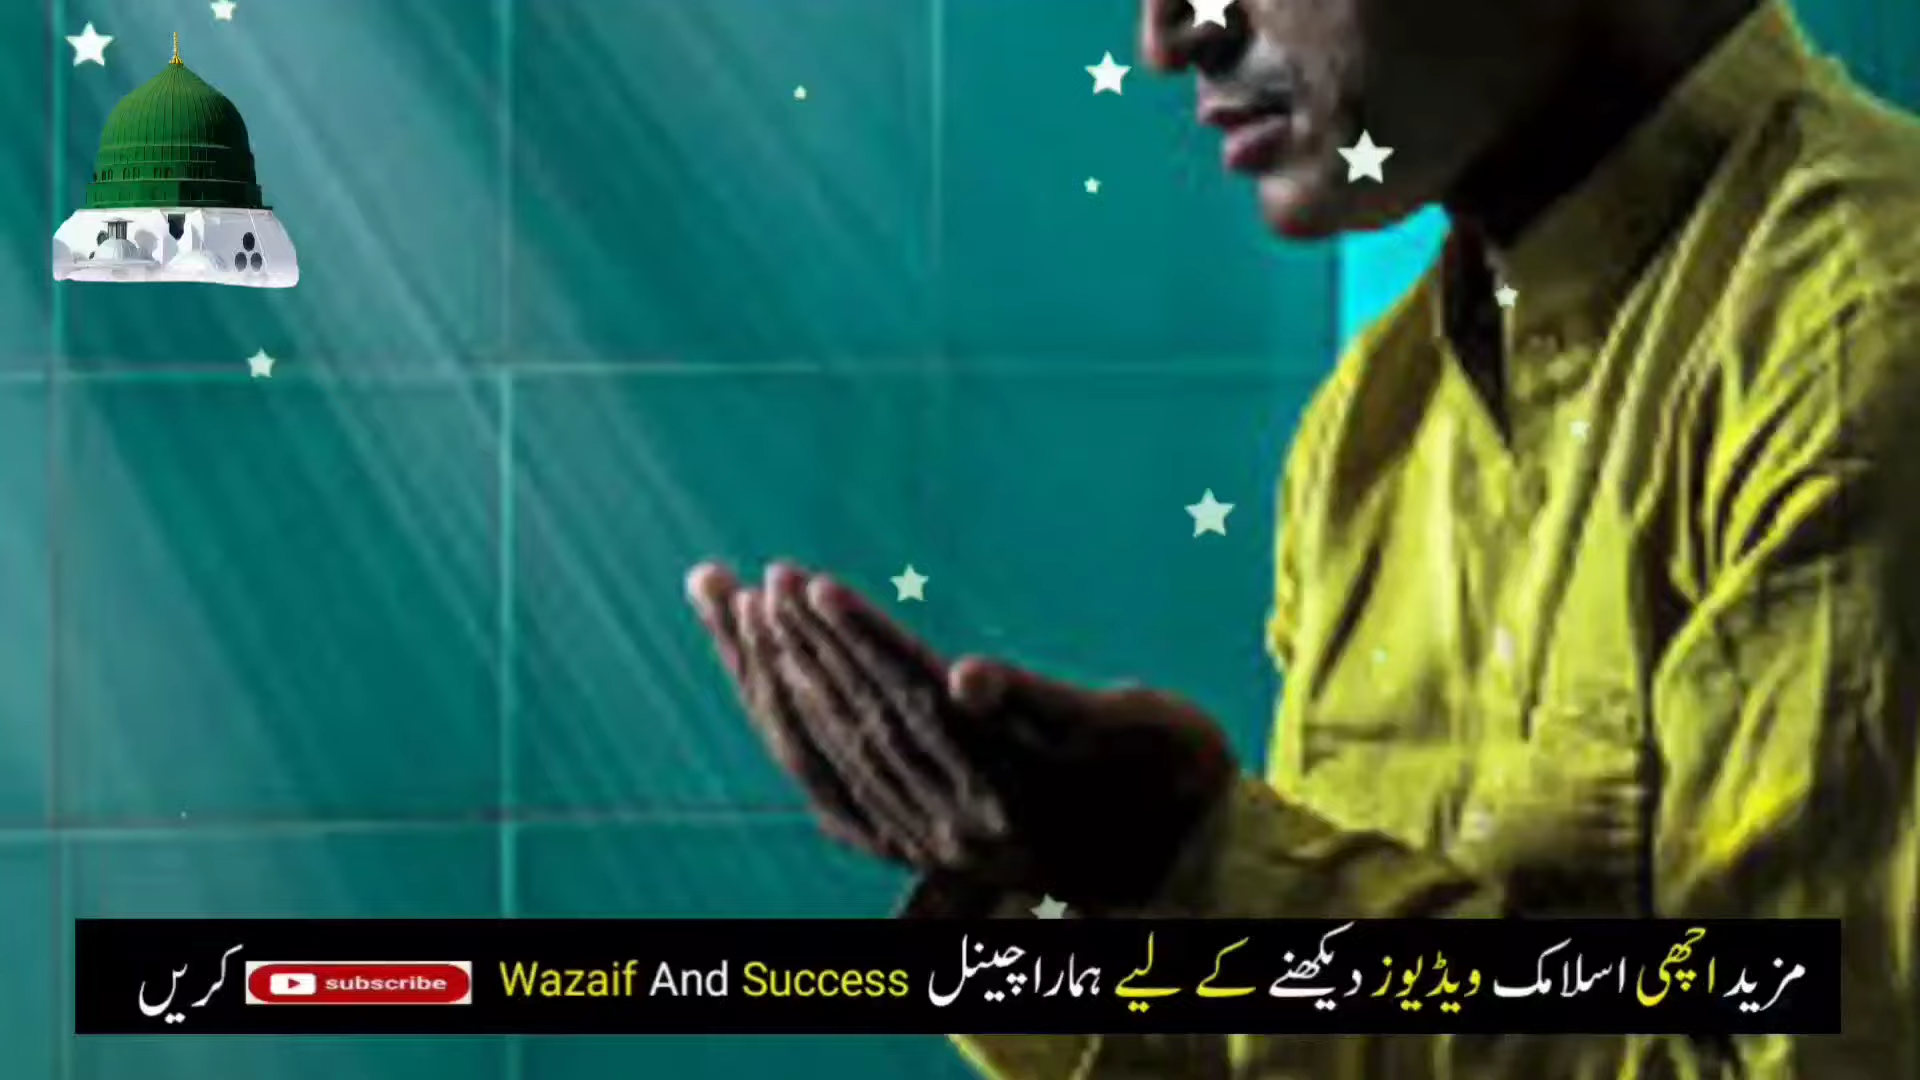 مزید اچھی اسلامک ویڈیوز دیکھنے کے لیے ہمارا چینل Wazaif And Success subscribe کریں